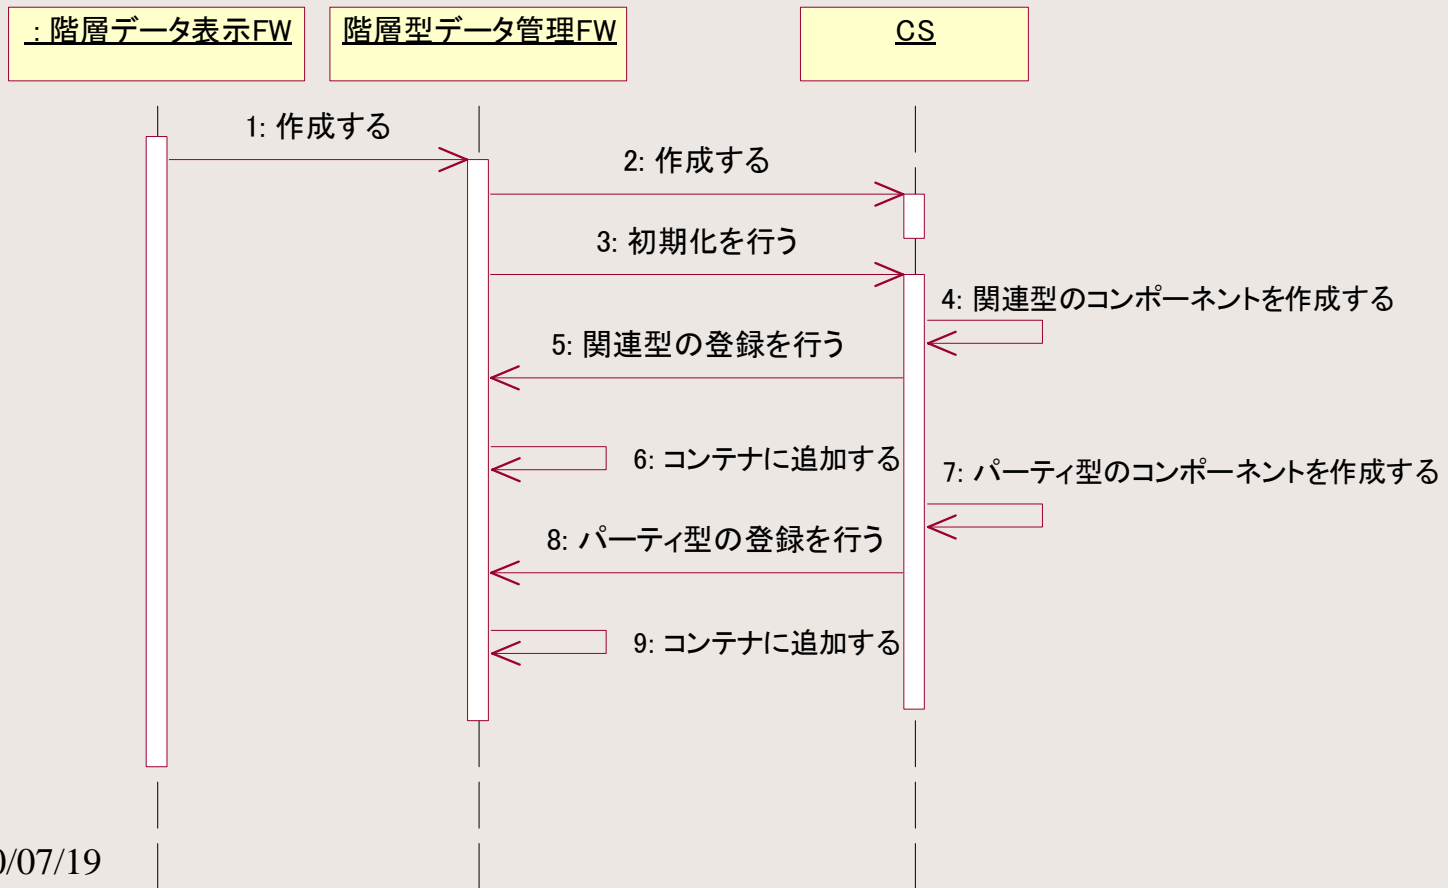 : 階層データ表示FW
階層型データ管理FW
CS
1: 作成する
2: 作成する
3: 初期化を行う
4: 関連型のコンポーネントを作成する
5: 関連型の登録を行う
6: コンテナに追加する
7: パーティ型のコンポーネントを作成する
8: パーティ型の登録を行う
9: コンテナに追加する
0/07/19